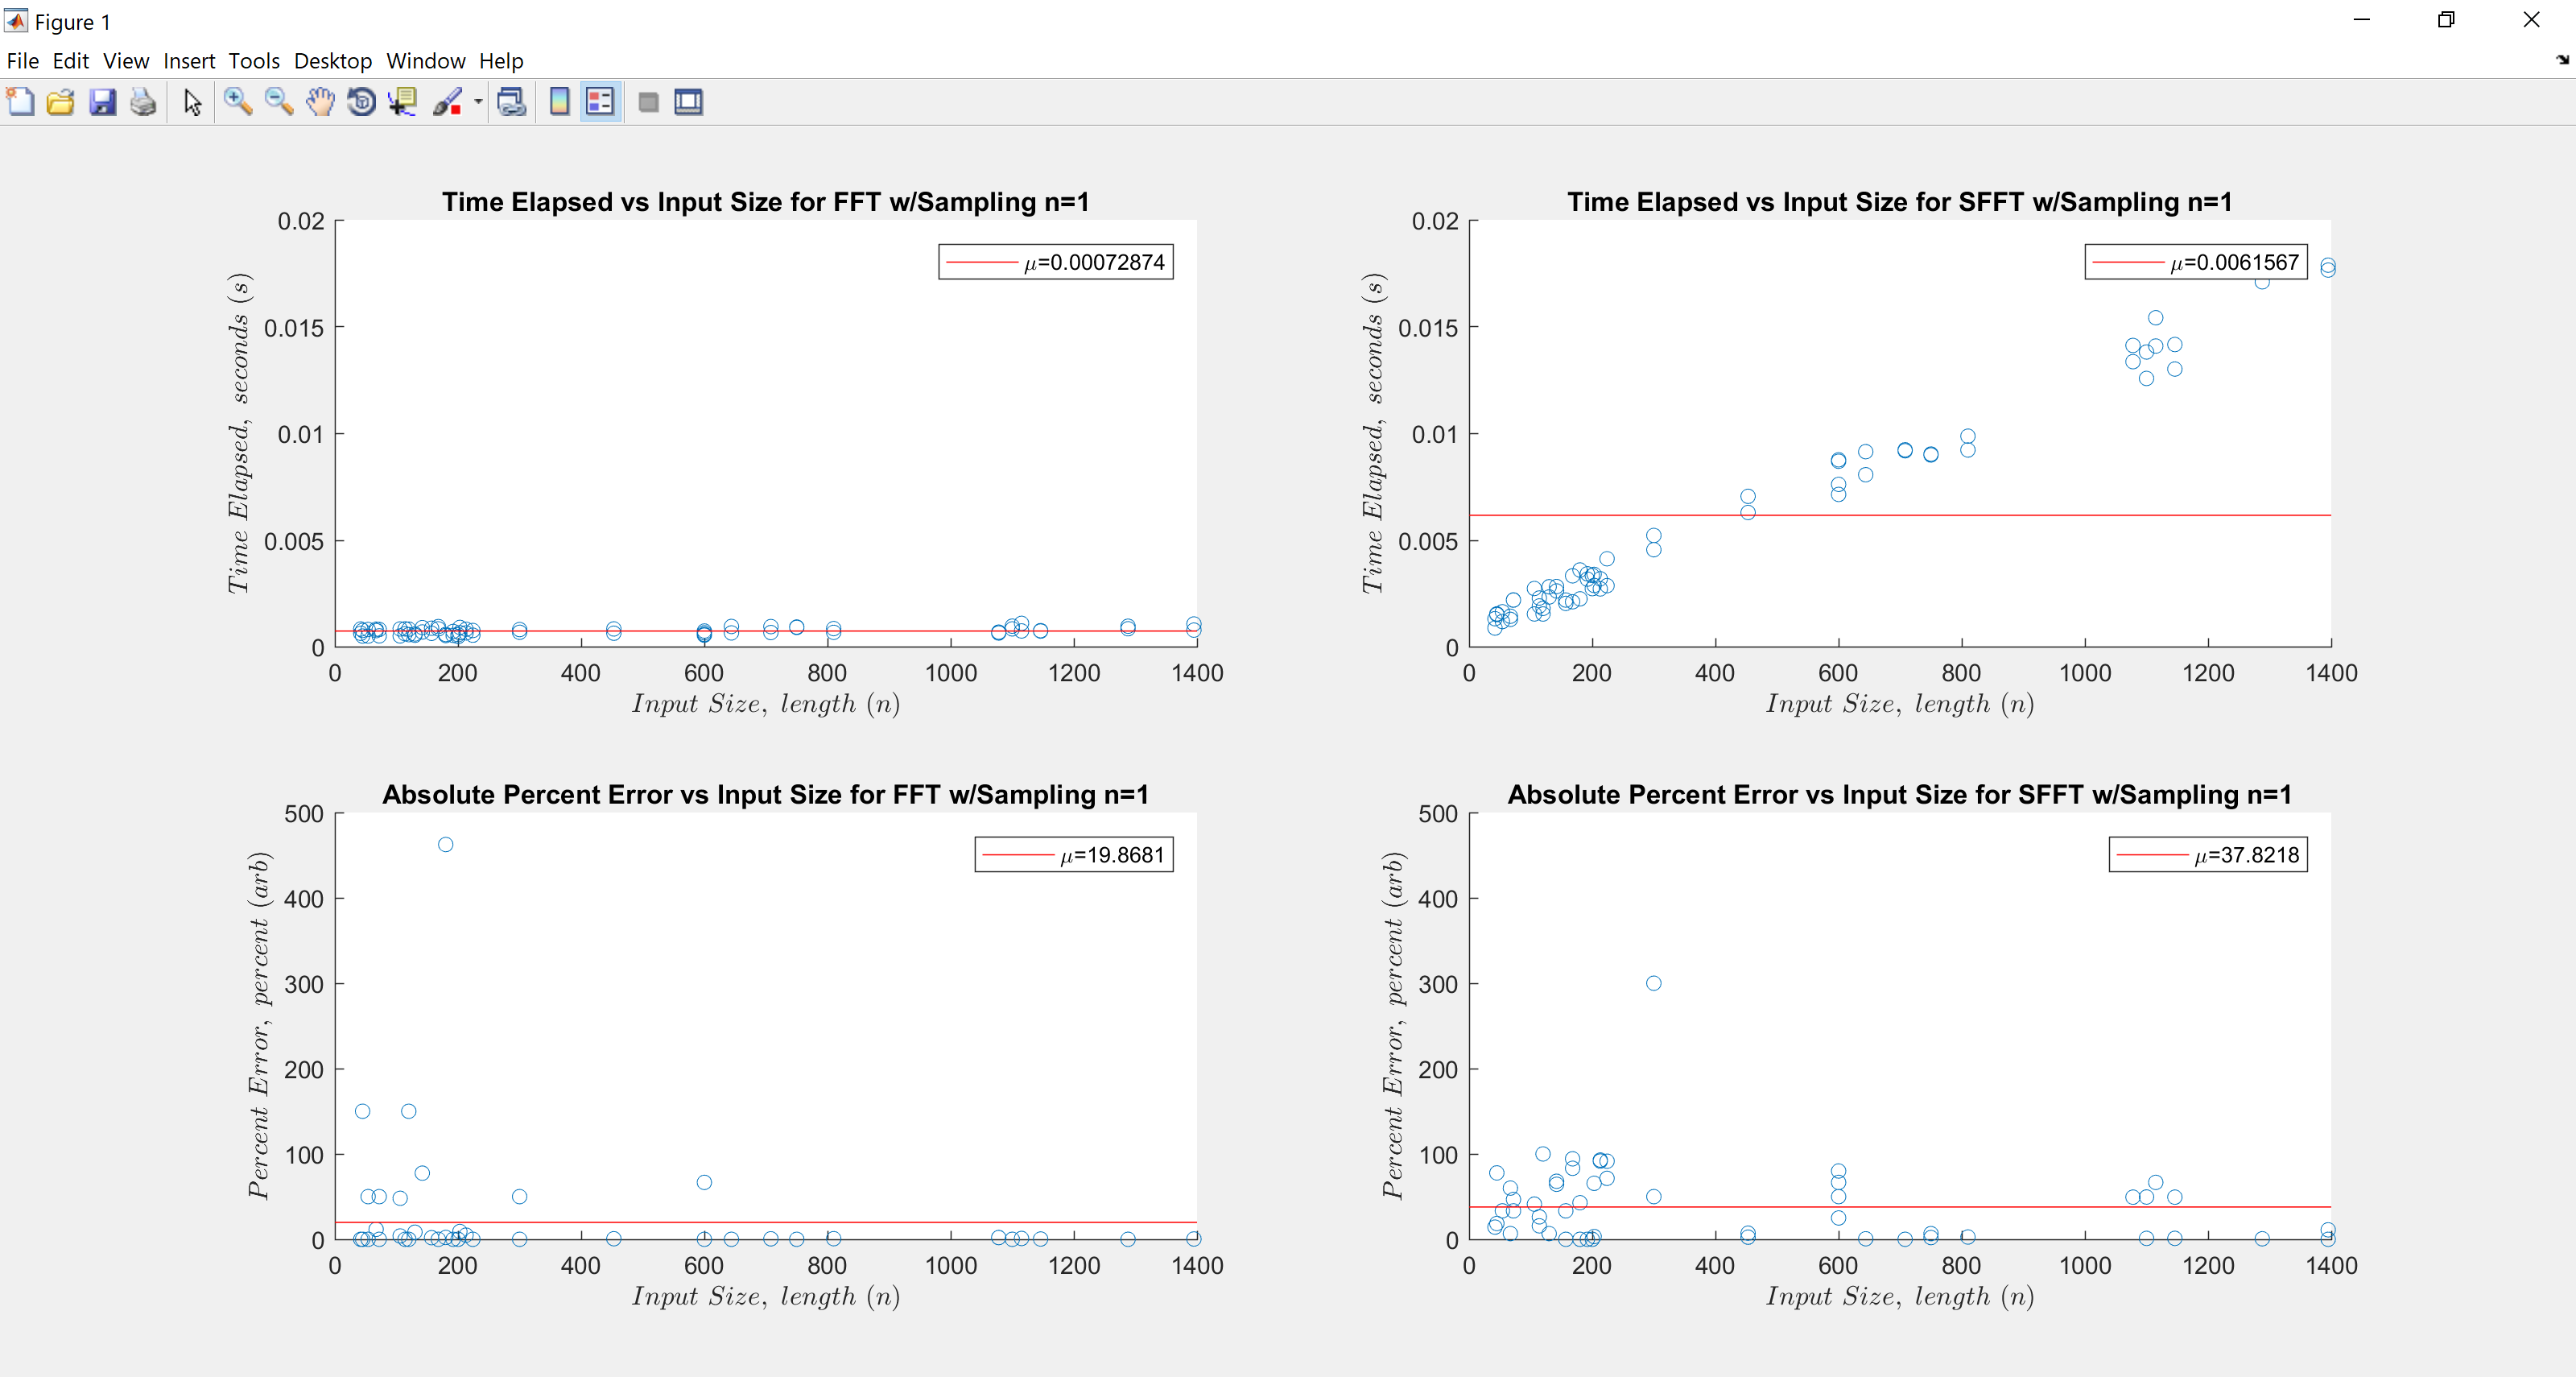 Figure 1
File Edit View Insert Tools Desktop Window Help
Time Elapsed vs Input Size for FFT w/Sampling n=1
0.02
0.015
0.01
0.005
0
Time Elapsed, seconds (s)
μ=0.00072874
0 200 400 600 800 1000 1200 1400
Input Size, length (n)
Time Elapsed vs Input Size for SFFT w/Sampling n=1
0.02
0.015
0.01
0.005
0
Time Elapsed, seconds (s)
μ=0.0061567
0 200 400 600 800 1000 1200 1400
Input Size, length (n)
Absolute Percent Error vs Input Size for FFT w/Sampling n=1
500
400
300
200
100
0
Percent Error, percent (arb)
μ=19.8681
0 200 400 600 800 1000 1200 1400
Input Size, length (n)
Absolute Percent Error vs Input Size for SFFT w/Sampling n=1
500
400
300
200
100
0
Percent Error, percent (arb)
μ=37.8218
0 200 400 600 800 1000 1200 1400
Input Size, length (n)